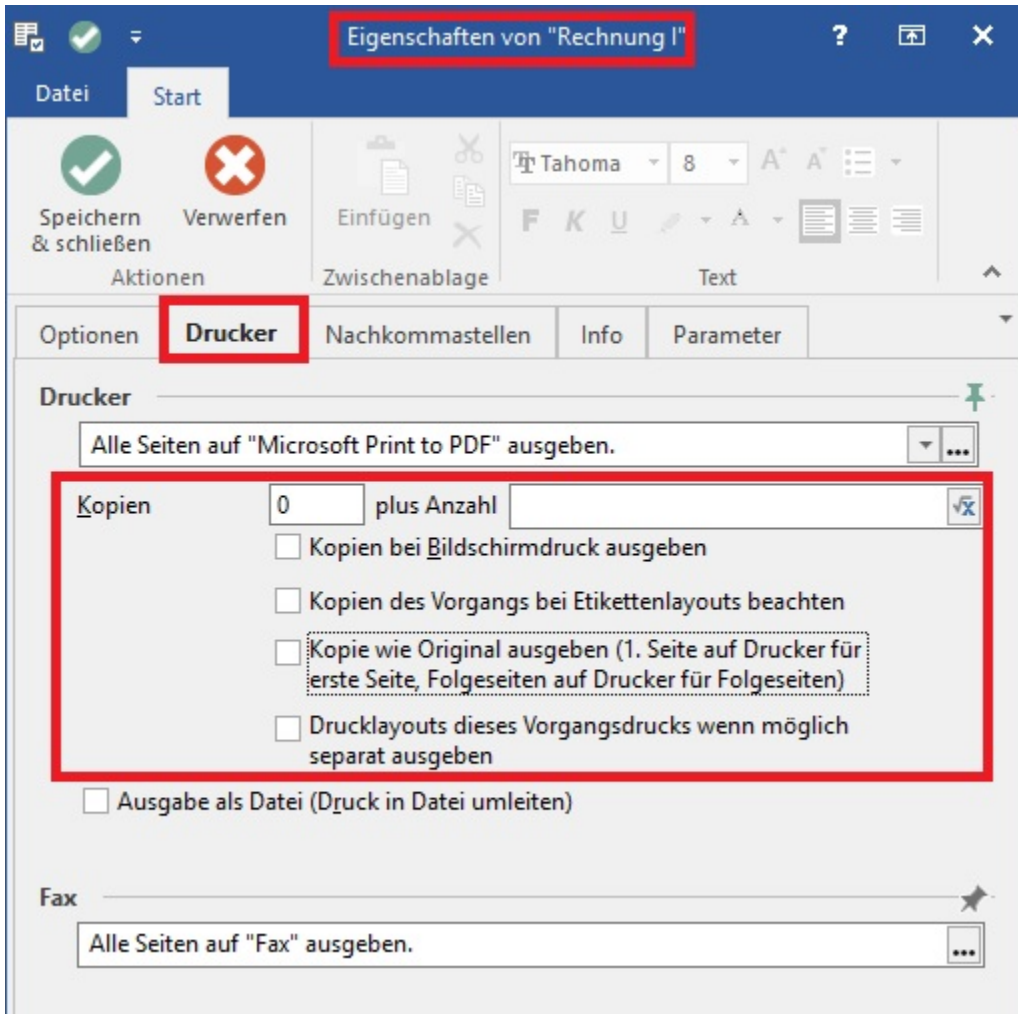 Eigenschaften von "Rechnung I"
?
Datei Start
Speichern & schließen
Verwerfen
Einfügen
Tahoma 8 A A
F K U A
Aktionen Zwischenablage Text
Optionen Drucker Nachkommastellen Info Parameter
Drucker
Alle Seiten auf "Microsoft Print to PDF" ausgeben.
...
Kopien 0 plus Anzahl √x
Kopien bei Bildschirmdruck ausgeben
Kopien des Vorgangs bei Etikettenlayouts beachten
Kopie wie Original ausgeben (1. Seite auf Drucker für
erste Seite, Folgeseiten auf Drucker für Folgeseiten)
Drucklayouts dieses Vorgangsdrucks wenn möglich
separat ausgeben
Ausgabe als Datei (Druck in Datei umleiten)
Fax
Alle Seiten auf "Fax" ausgeben.
...